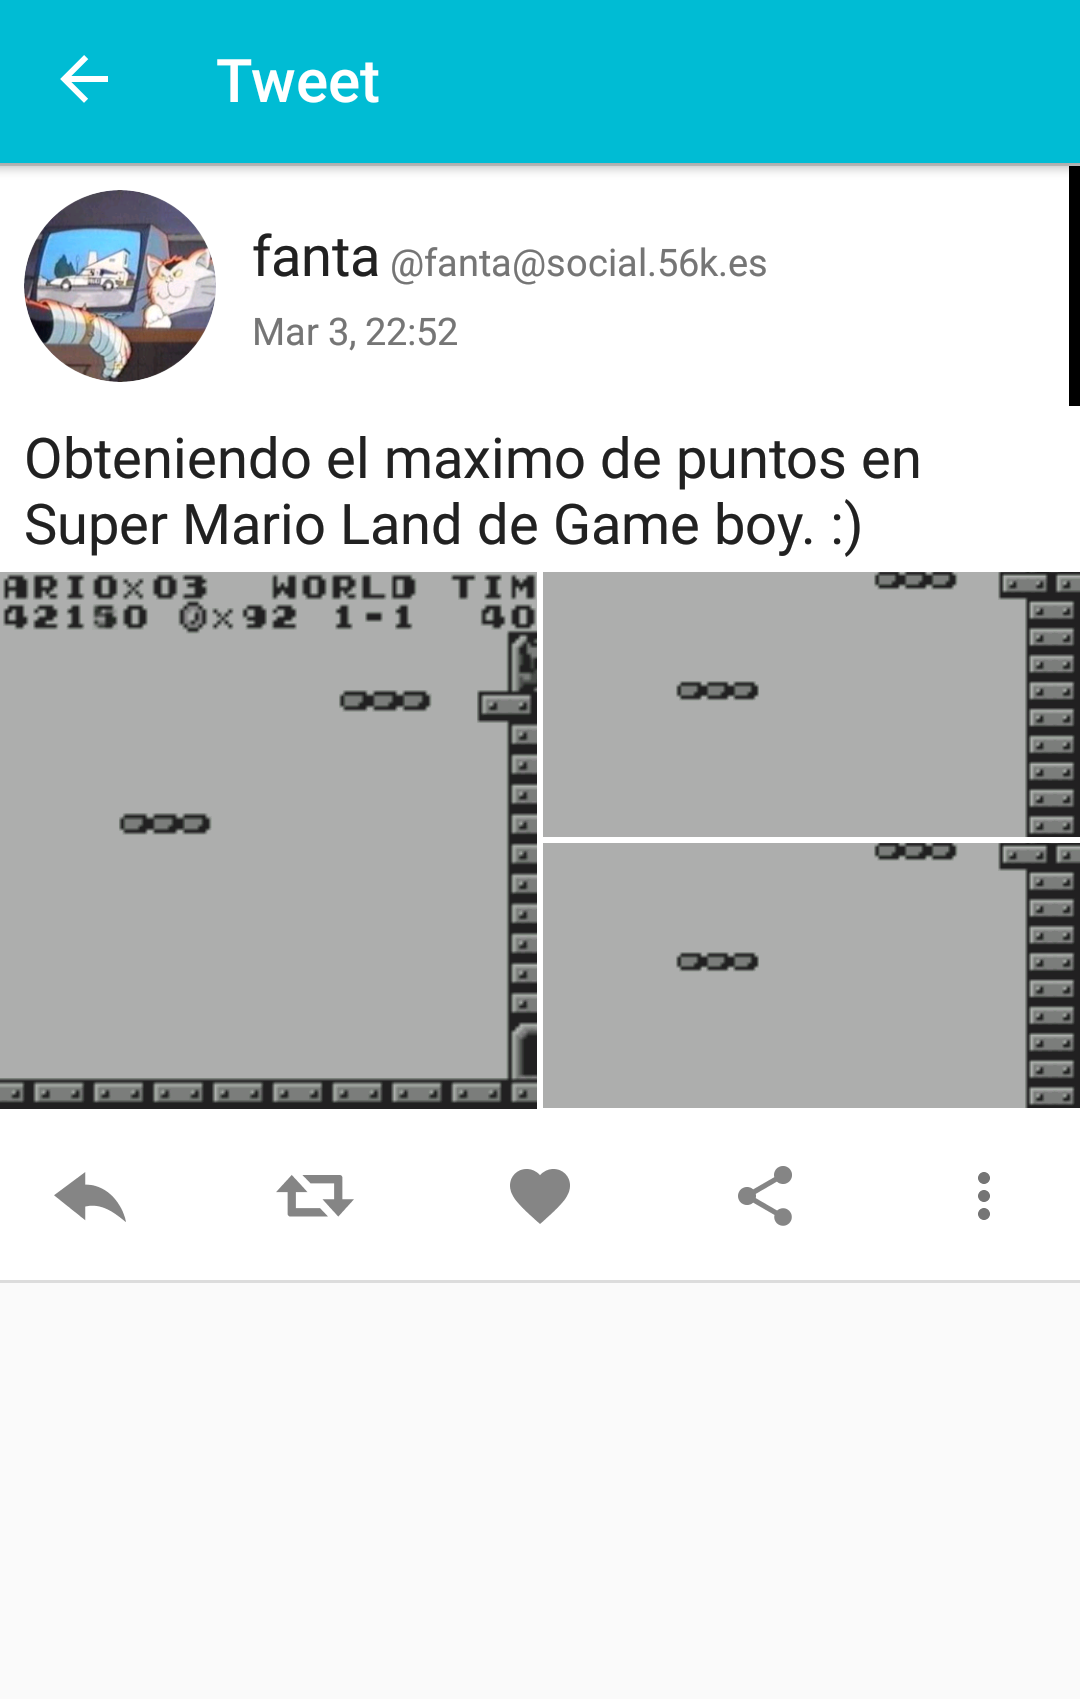 Tweet
fanta @fanta@social.56k.es
Mar 3, 22:52
Obteniendo el maximo de puntos en
Super Mario Land de Game boy. :)
ARIO×03 WORLD TIM
42150 ×92 1-1 40